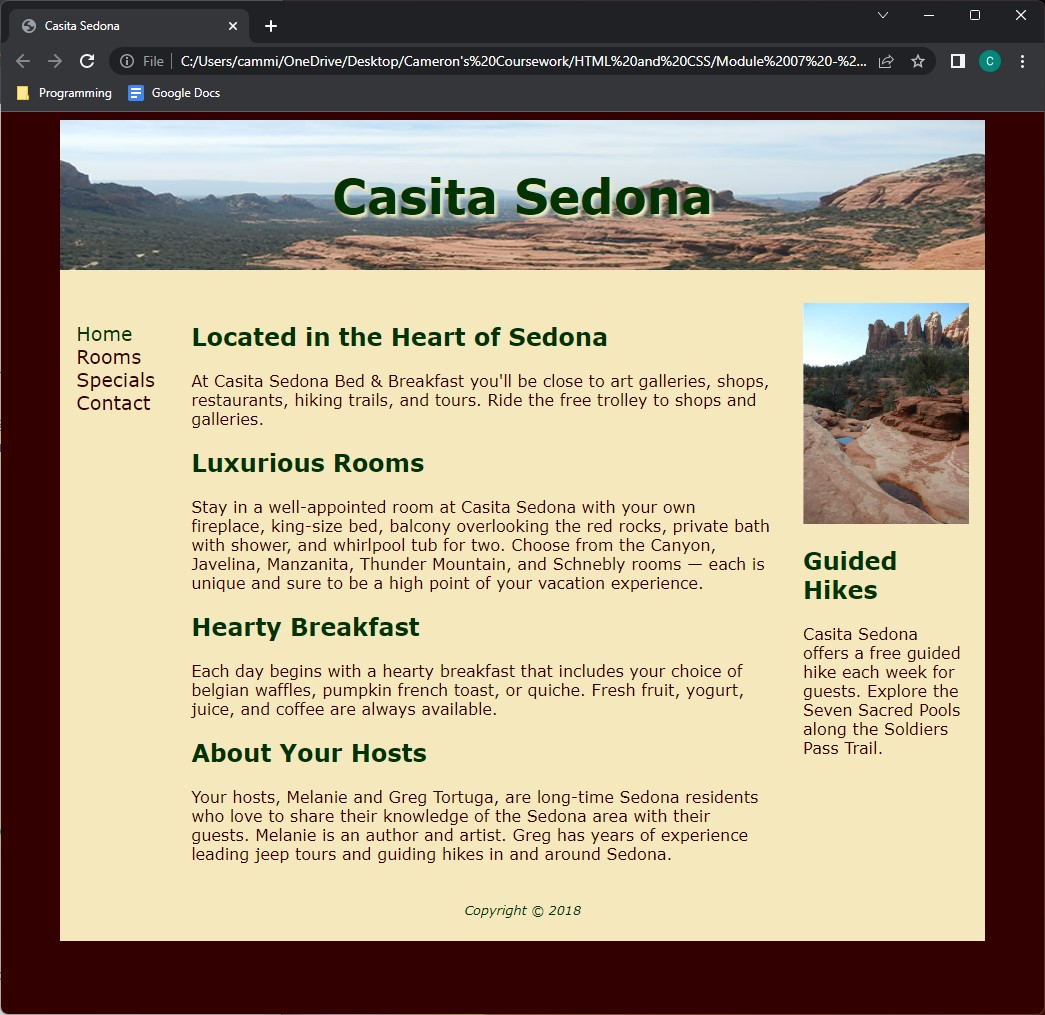 Casita Sedona
File
C:/Users/cammi/OneDrive/Desktop/Cameron's%20Coursework/HTML%20and%20CSS/Module%2007%20-%2...
C
Programming
Google Docs
Casita Sedona
Home
Rooms
Specials
Contact
Located in the Heart of Sedona
At Casita Sedona Bed & Breakfast you'll be close to art galleries, shops,
restaurants, hiking trails, and tours. Ride the free trolley to shops and
galleries.
Luxurious Rooms
Stay in a well-appointed room at Casita Sedona with your own
fireplace, king-size bed, balcony overlooking the red rocks, private bath
with shower, and whirlpool tub for two. Choose from the Canyon,
Javelina, Manzanita, Thunder Mountain, and Schnebly rooms — each is
unique and sure to be a high point of your vacation experience.
Hearty Breakfast
Each day begins with a hearty breakfast that includes your choice of
belgian waffles, pumpkin french toast, or quiche. Fresh fruit, yogurt,
juice, and coffee are always available.
About Your Hosts
Your hosts, Melanie and Greg Tortuga, are long-time Sedona residents
who love to share their knowledge of the Sedona area with their
guests. Melanie is an author and artist. Greg has years of experience
leading jeep tours and guiding hikes in and around Sedona.
Guided
Hikes
Casita Sedona
offers a free guided
hike each week for
guests. Explore the
Seven Sacred Pools
along the Soldiers
Pass Trail.
Copyright © 2018